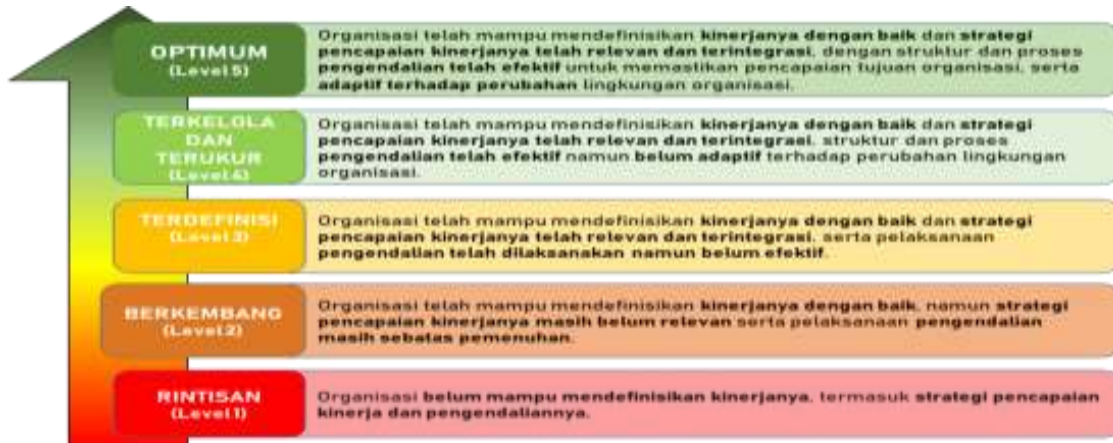 OPTIMUM
(Level 5)
Organisasi telah mampu mendefinisikan kinerjanya dengan baik dan strategi
pencapaian kinerjanya telah relevan dan terintegrasi, dengan struktur dan proses
pengendalian telah efektif untuk memastikan pencapaian tujuan organisasi, serta
adaptif terhadap perubahan lingkungan organisasi.
TERKELOLA
DAN
TERUKUR
(Level 4)
Organisasi telah mampu mendefinisikan kinerjanya dengan baik dan strategi
pencapaian kinerjanya telah relevan dan terintegrasi, struktur dan proses
pengendalian telah efektif namun belum adaptif terhadap perubahan lingkungan
organisasi.
TERDEFINISI
(Level 3)
Organisasi telah mampu mendefinisikan kinerjanya dengan baik dan strategi
pencapaian kinerjanya telah relevan dan terintegrasi, serta pelaksanaan
pengendalian telah dilaksanakan namun belum efektif.
BERKEMBANG
(Level 2)
Organisasi telah mampu mendefinisikan kinerjanya dengan baik, namun strategi
pencapaian kinerjanya masih belum relevan serta pelaksanaan pengendalian
masih sebatas pemenuhan.
RINTISAN
(Level 1)
Organisasi belum mampu mendefinisikan kinerjanya, termasuk strategi pencapaian
kinerja dan pengendaliannya.